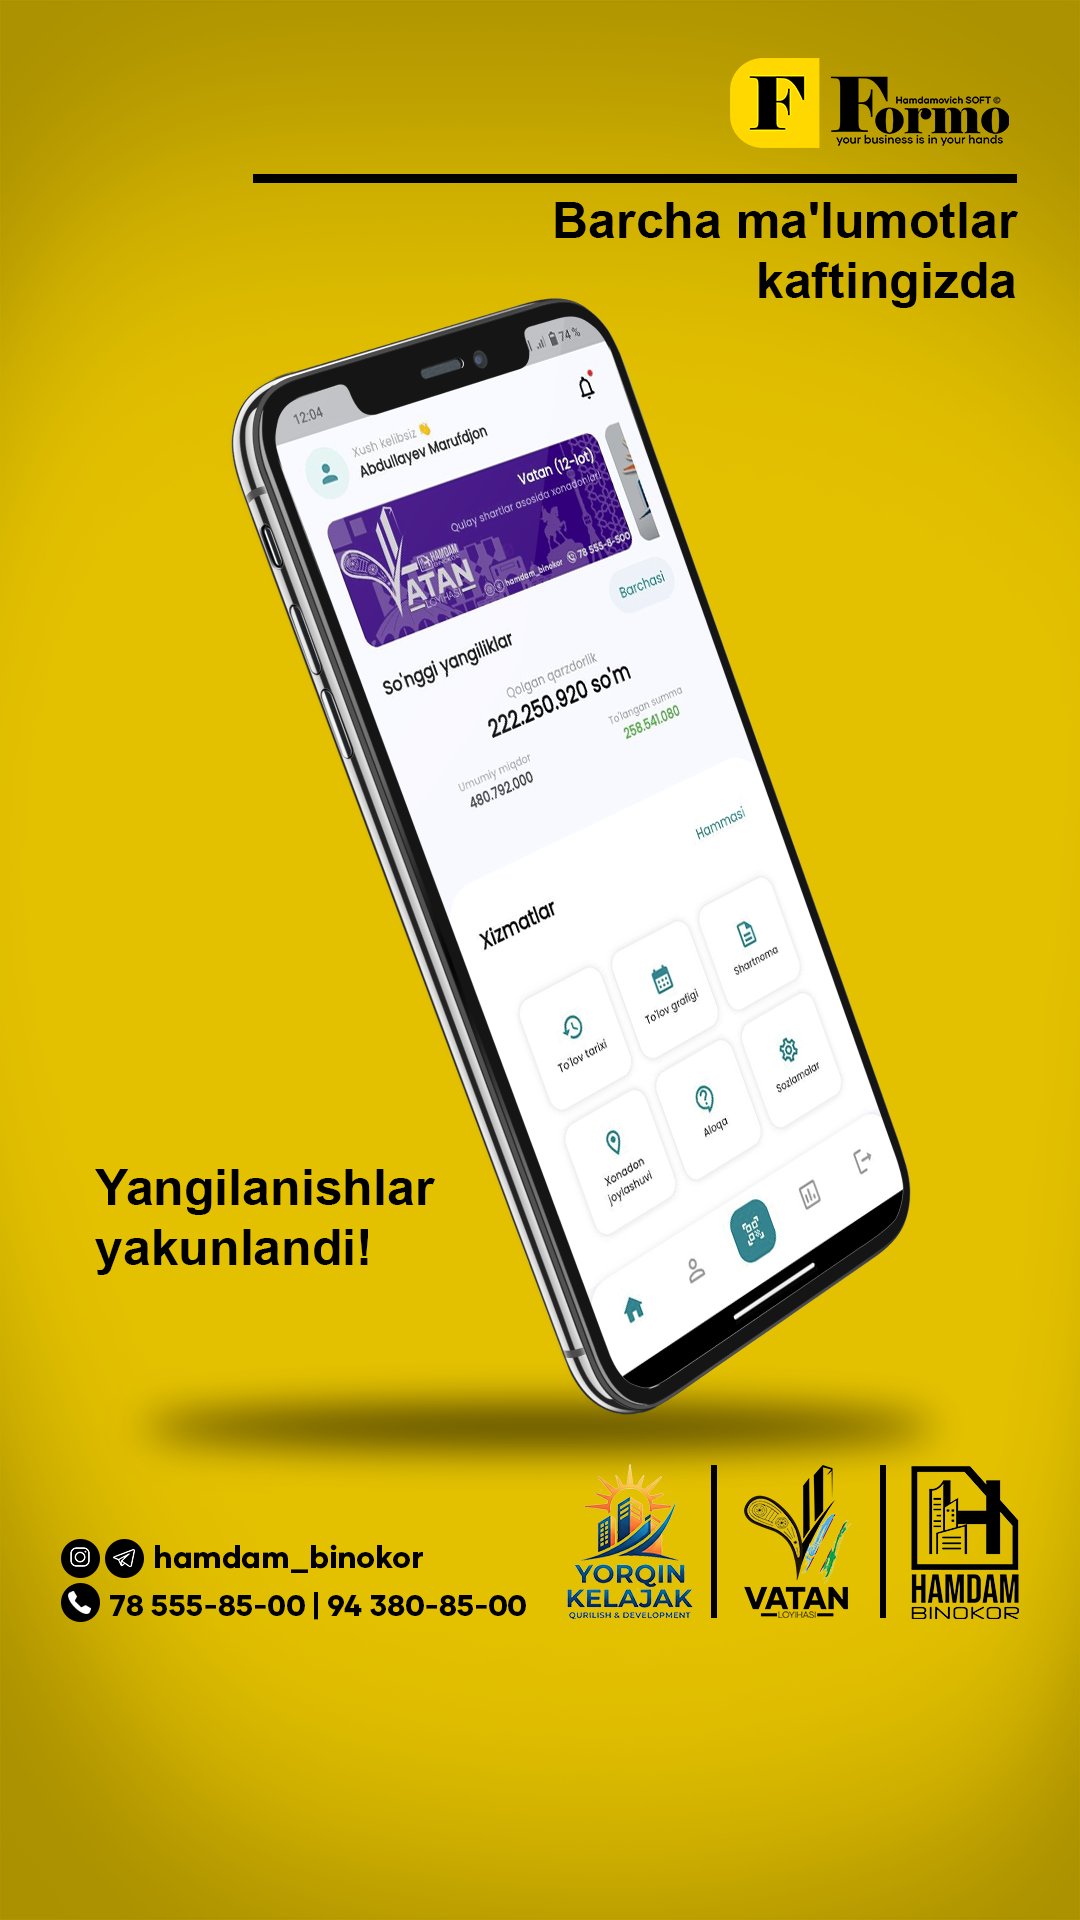 F Formo
Hamdamovich SOFT ©
your business is in your hands
Barcha ma'lumotlar
kaftingizda
12:04
74%
Xush kelibsiz 👋
Abdullayev Marufdjon
Vatan (12-lot)
Qulay shartlar asosida xonadonlar!
HAMDAM
BINOKOR
VATAN
LOYIHASI
hamdam_binokor
78 555-8-500
So'nggi yangiliklar
Barchasi
Qolgan qarzdorlik
222.250.920 so'm
Umumiy miqdor
480.792.000
To'langan summa
258.541.080
Xizmatlar
Hammasi
To'lov tarixi
To'lov grafigi
Shartnoma
Xonadon
joylashuvi
Aloqa
Sozlamalar
Yangilanishlar
yakunlandi!
hamdam_binokor
78 555-85-00 | 94 380-85-00
YORQIN
KELAJAK
QURILISH & DEVELOPMENT
VATAN
LOYIHASI
HAMDAM
BINOKOR